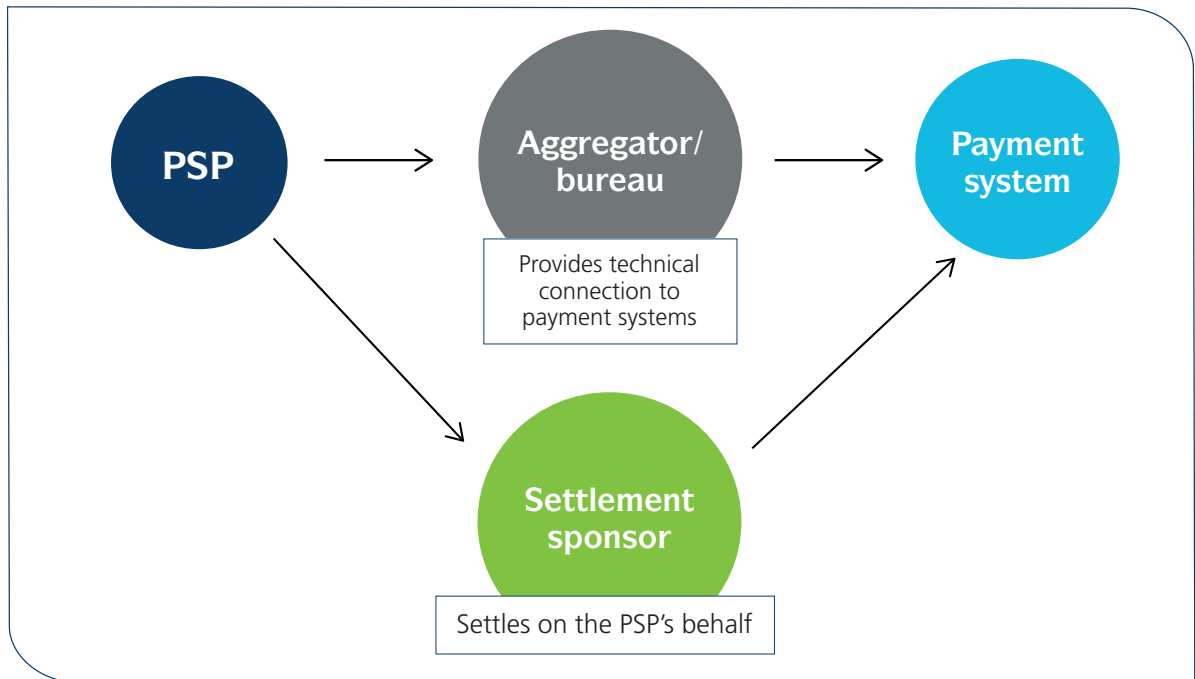 PSP
Aggregator/
bureau
Provides technical
connection to
payment systems
Payment
system
Settlement
sponsor
Settles on the PSP’s behalf